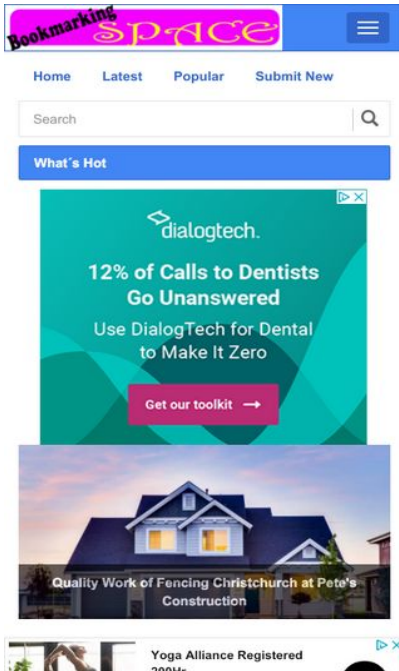 Bookmarking
SPACE
Home Latest Popular Submit New
Search
What´s Hot
dialogtech.
12% of Calls to Dentists
Go Unanswered
Use DialogTech for Dental
to Make It Zero
Get our toolkit →
Quality Work of Fencing Christchurch at Pete's
Construction
Yoga Alliance Registered
200Hr